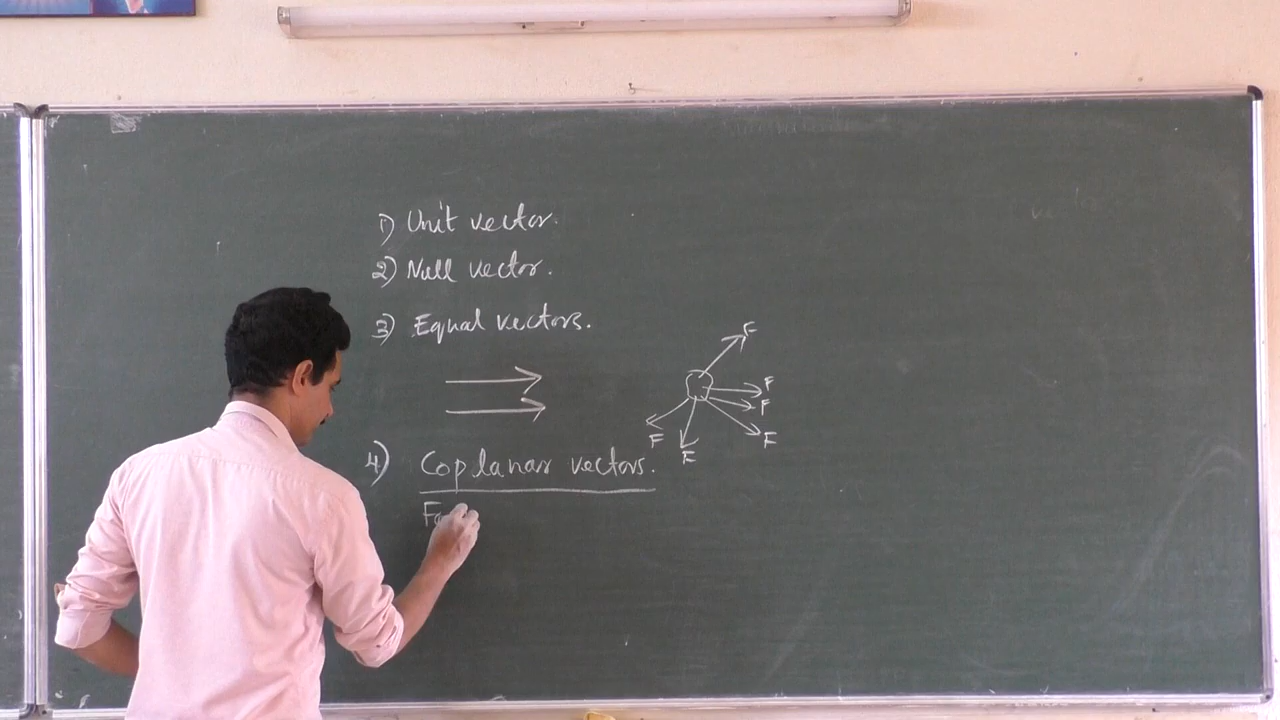 1) Unit vector.
2) Null vector.
3) Equal vectors.
F
F
F
F
F
F
4) Coplanar vectors.